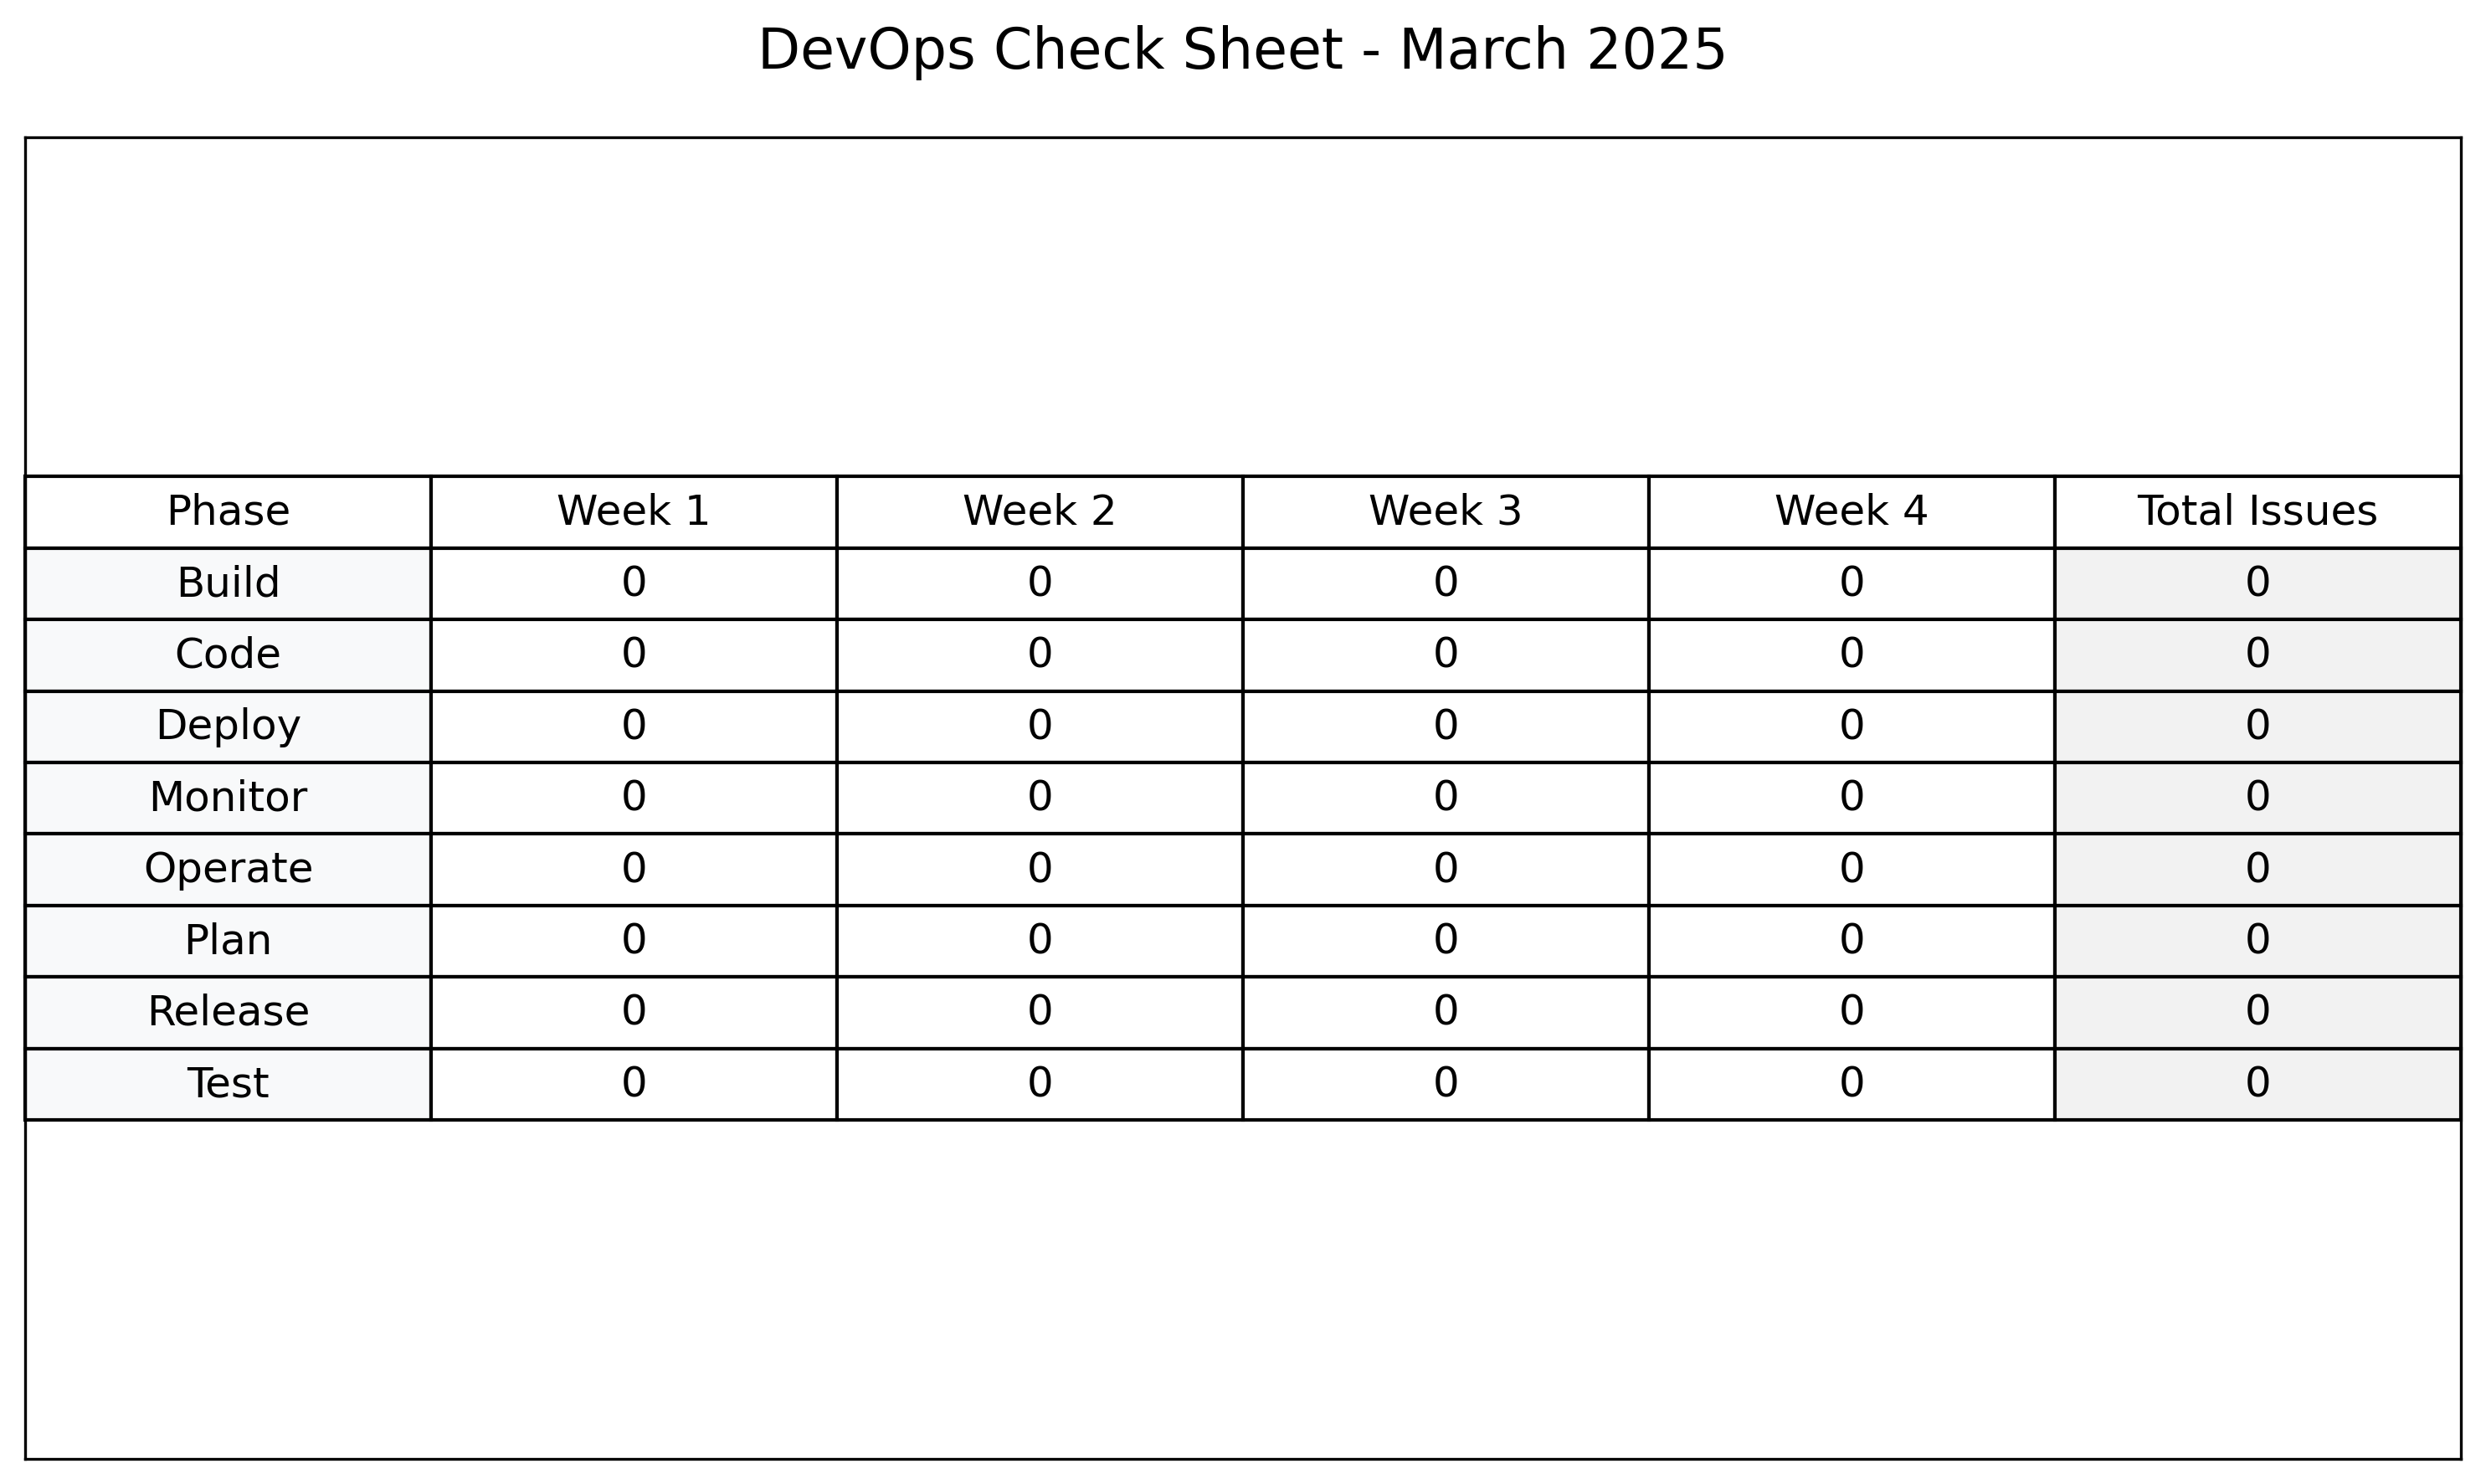 DevOps Check Sheet - March 2025
Phase Week 1 Week 2 Week 3 Week 4 Total Issues
Build 0 0 0 0 0
Code 0 0 0 0 0
Deploy 0 0 0 0 0
Monitor 0 0 0 0 0
Operate 0 0 0 0 0
Plan 0 0 0 0 0
Release 0 0 0 0 0
Test 0 0 0 0 0